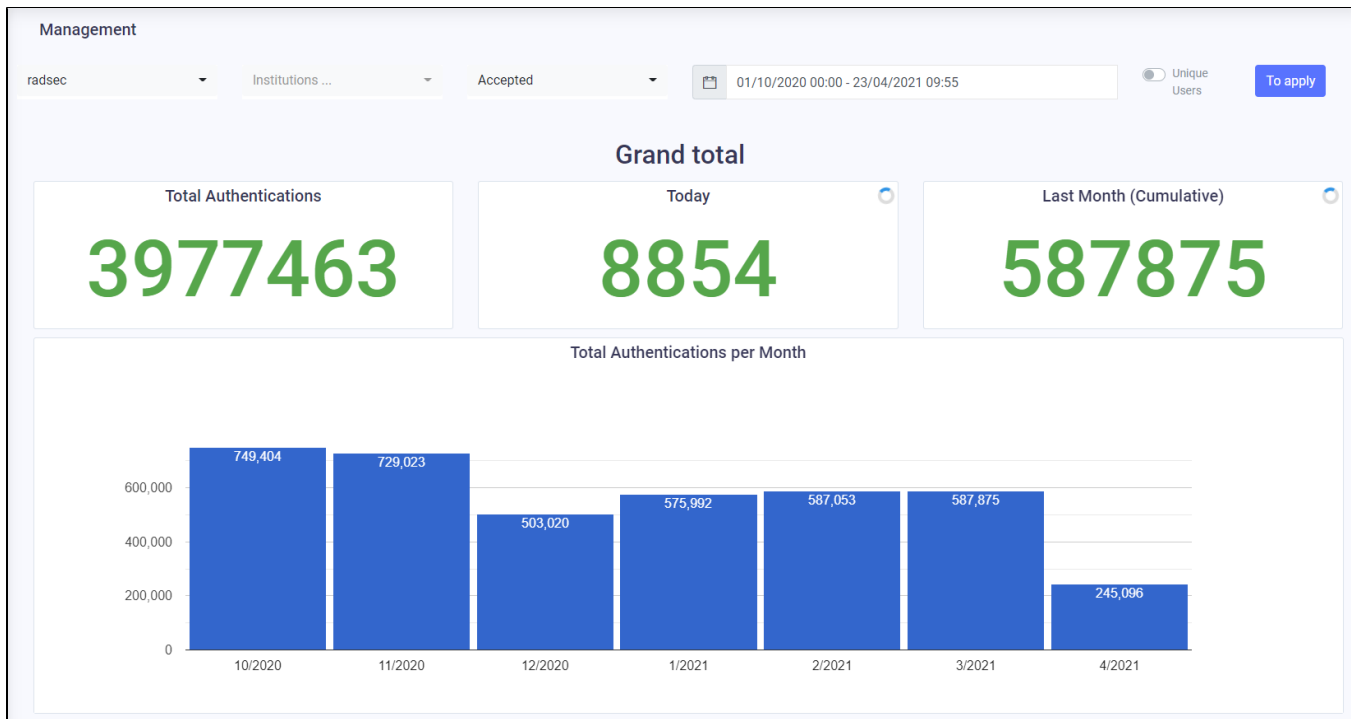 Management
radsec Institutions ... Accepted 01/10/2020 00:00 - 23/04/2021 09:55 Unique Users To apply
Grand total
Total Authentications Today Last Month (Cumulative)
3977463 8854 587875
Total Authentications per Month
749,404 729,023 503,020 575,992 587,053 587,875 245,096
600,000
400,000
200,000
0
10/2020 11/2020 12/2020 1/2021 2/2021 3/2021 4/2021